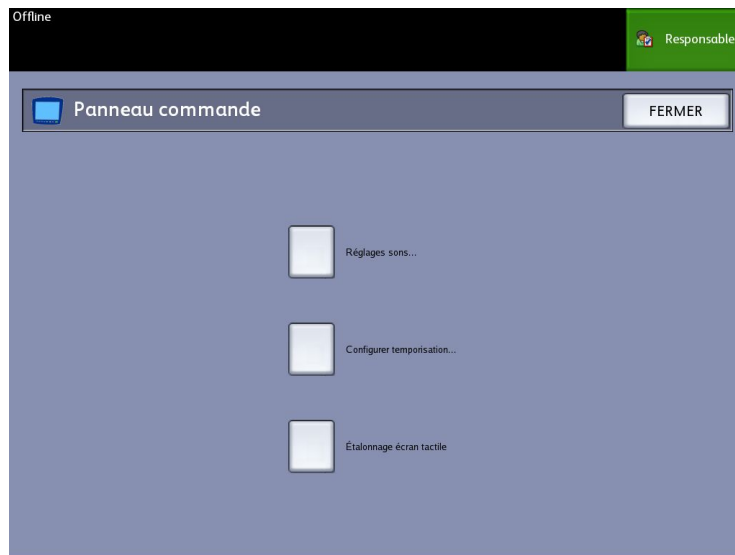 Offline
Responsable
Panneau commande
FERMER
Réglages sons...
Configurer temporisation...
Étalonnage écran tactile